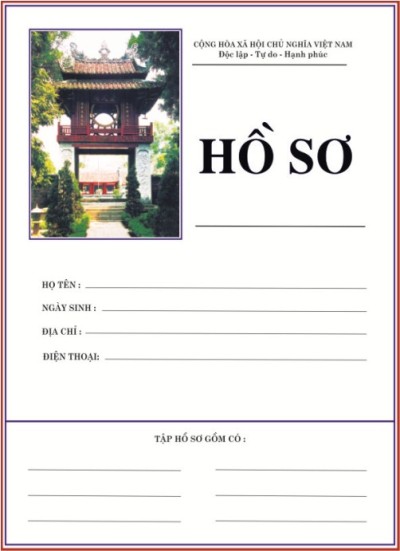 CỘNG HÒA XÃ HỘI CHỦ NGHĨA VIỆT NAM
Độc lập - Tự do - Hạnh phúc
HỒ SƠ
HỌ TÊN :
NGÀY SINH :
ĐỊA CHỈ :
ĐIỆN THOẠI:
TẬP HỒ SƠ GỒM CÓ :